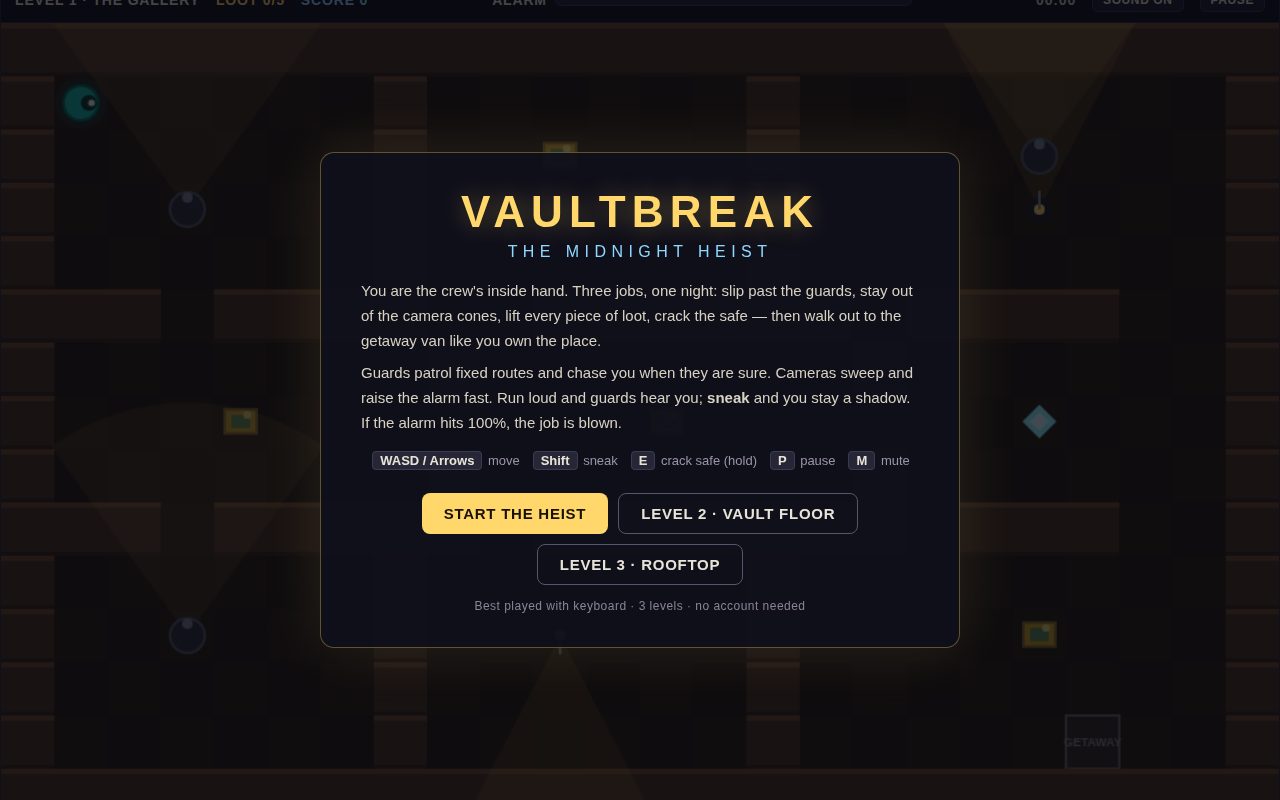 LEVEL 1 · THE GALLERY LOOT 0/5 SCORE 0 ALARM 00:00 SOUND ON PAUSE
VAULTBREAK
THE MIDNIGHT HEIST
You are the crew's inside hand. Three jobs, one night: slip past the guards, stay out
of the camera cones, lift every piece of loot, crack the safe — then walk out to the
getaway van like you own the place.
Guards patrol fixed routes and chase you when they are sure. Cameras sweep and
raise the alarm fast. Run loud and guards hear you; sneak and you stay a shadow.
If the alarm hits 100%, the job is blown.
WASD / Arrows move Shift sneak E crack safe (hold) P pause M mute
START THE HEIST LEVEL 2 · VAULT FLOOR
LEVEL 3 · ROOFTOP
Best played with keyboard · 3 levels · no account needed
GETAWAY